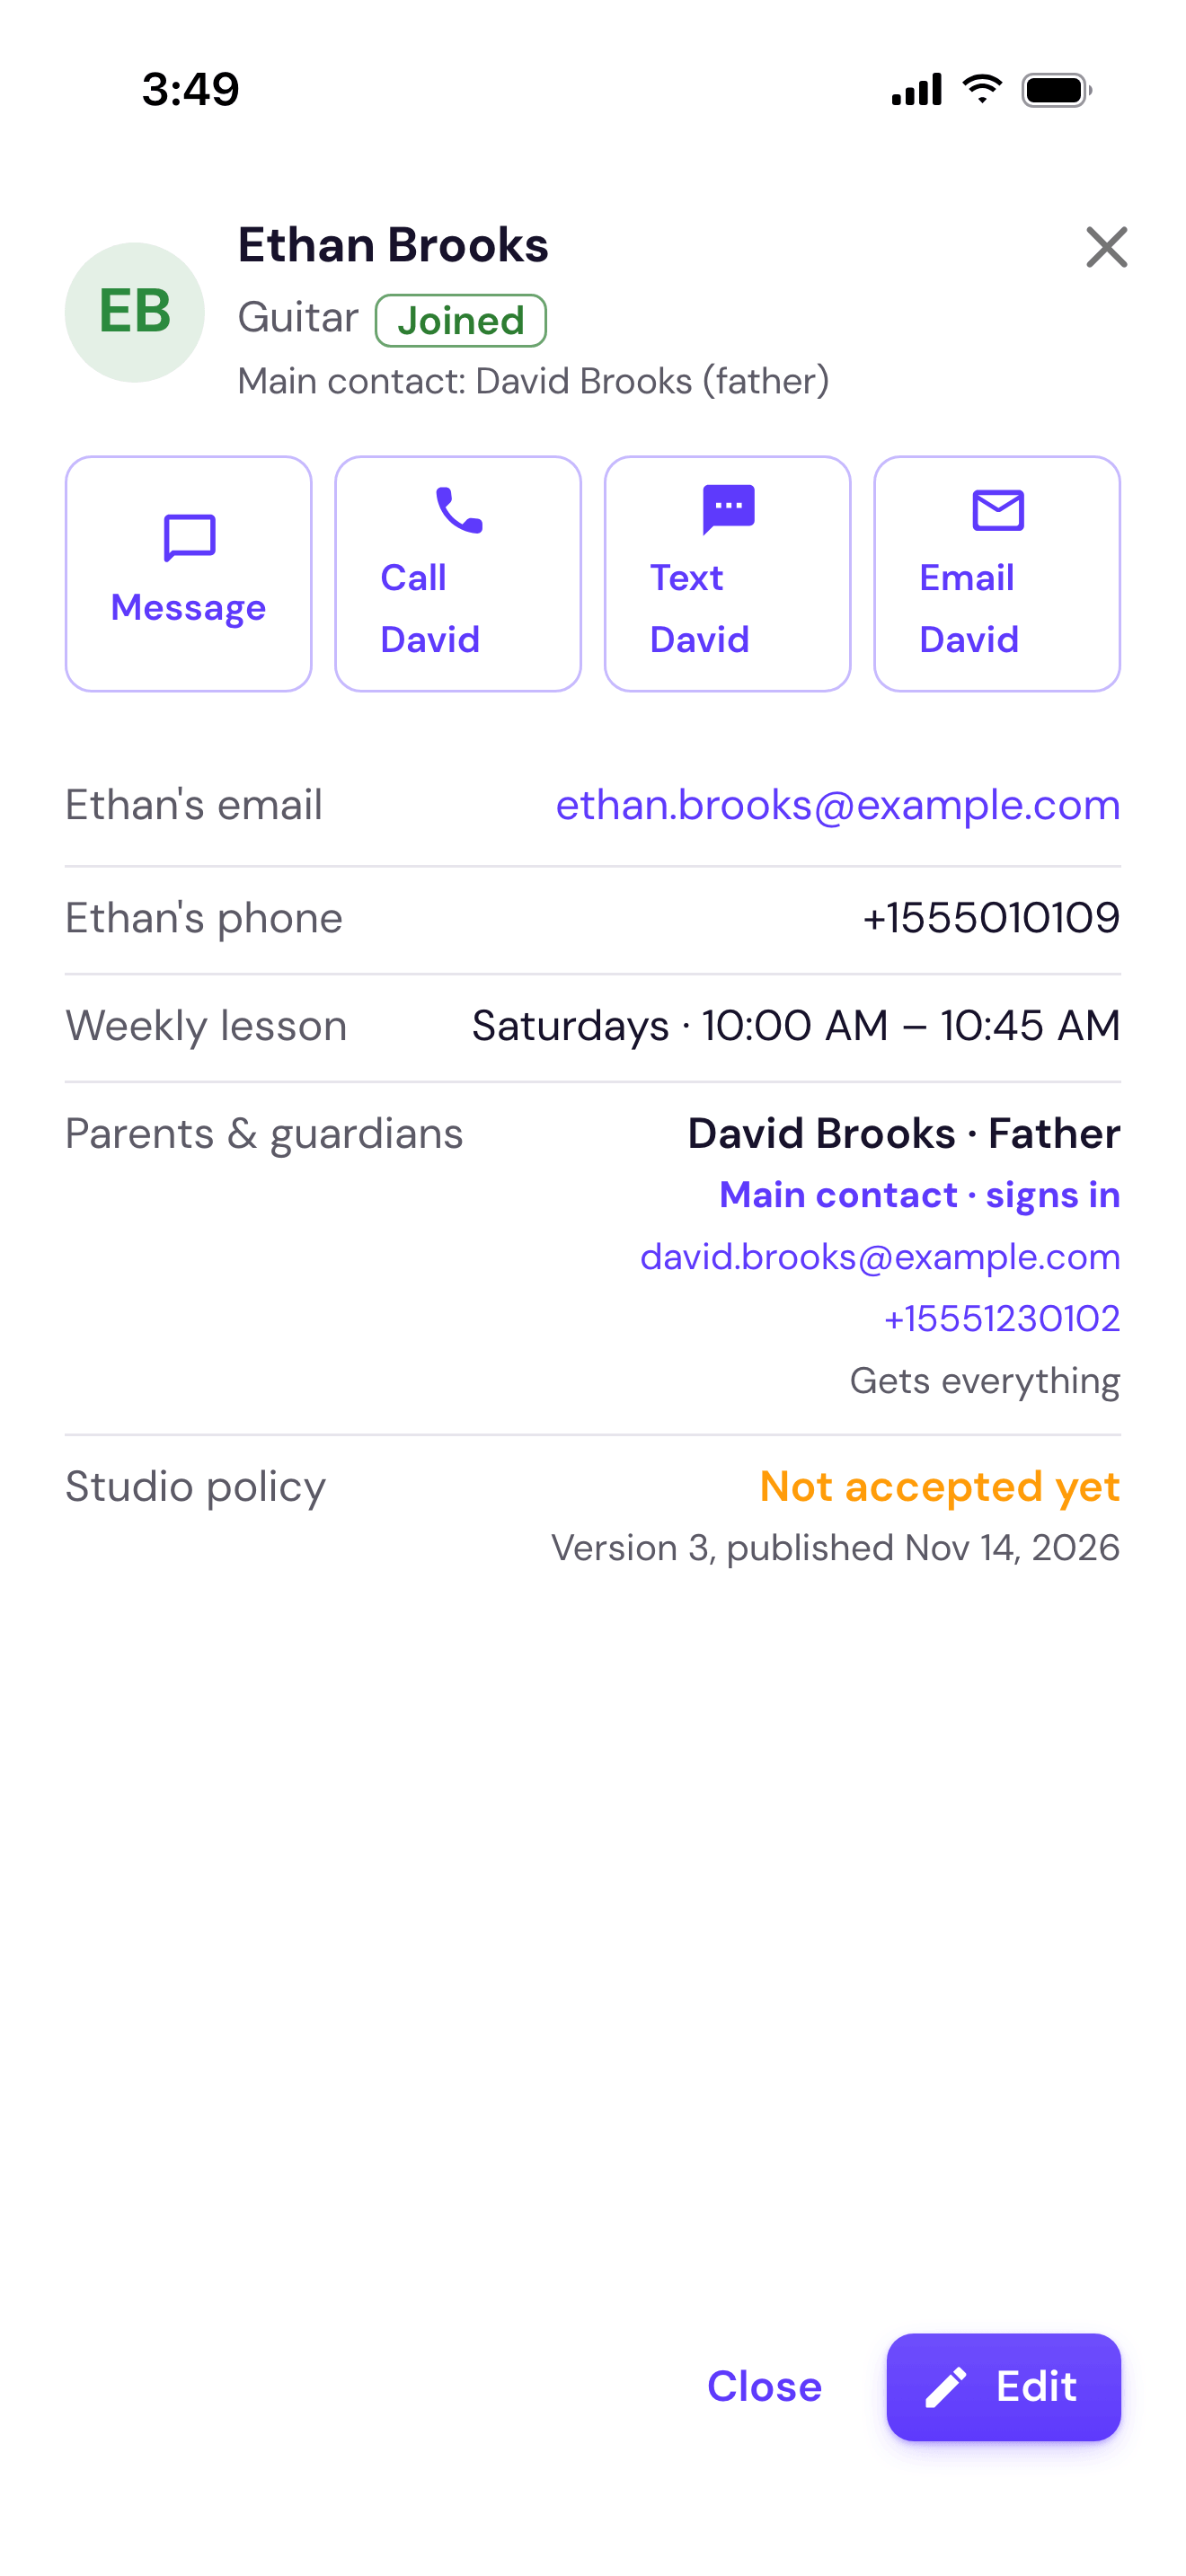 3:49
Ethan Brooks
EB
Guitar Joined
Main contact: David Brooks (father)
Message
Call
David
Text
David
Email
David
Ethan's email ethan.brooks@example.com
Ethan's phone +1555010109
Weekly lesson Saturdays · 10:00 AM – 10:45 AM
Parents & guardians David Brooks · Father
Main contact · signs in
david.brooks@example.com
+15551230102
Gets everything
Studio policy Not accepted yet
Version 3, published Nov 14, 2026
Close Edit